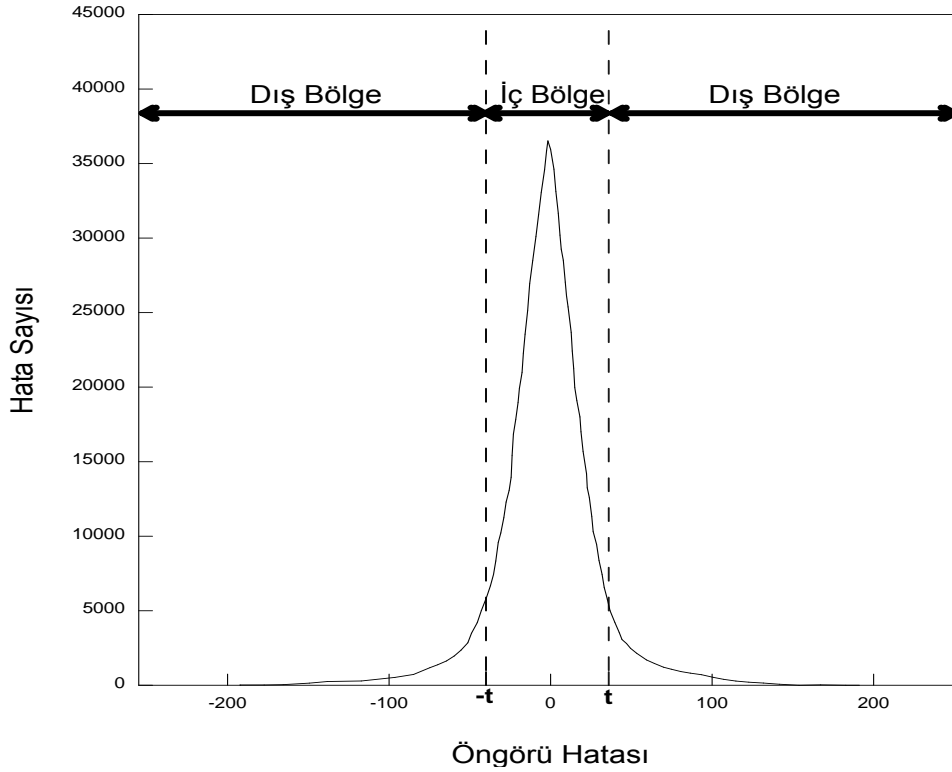 45000
40000
35000
30000
25000
20000
15000
10000
5000
0
Hata Sayısı
Dış Bölge
İç Bölge
Dış Bölge
-200
-100
-t
0
t
100
200
Öngörü Hatası